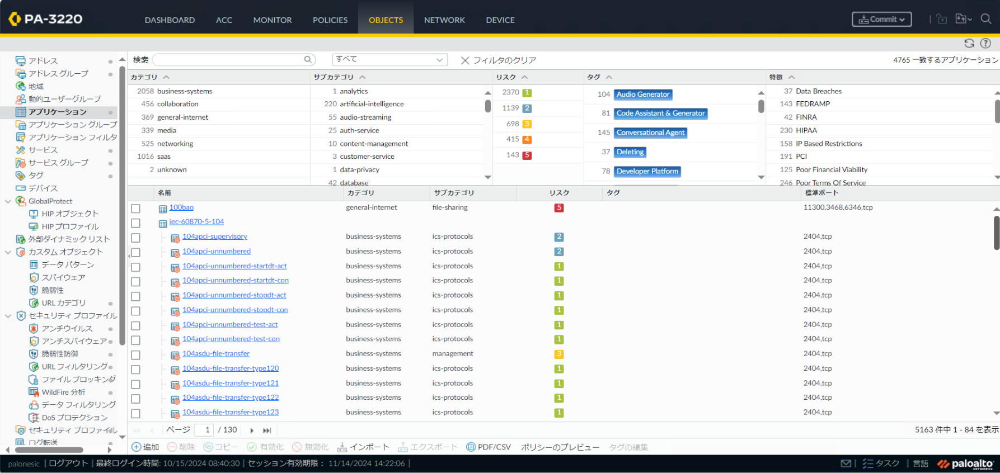 PA-3220
DASHBOARD ACC MONITOR POLICIES OBJECTS NETWORK DEVICE
Commit
アドレス
アドレス グループ
地域
動的ユーザーグループ
アプリケーション
アプリケーション グループ
アプリケーション フィルタ
サービス
サービス グループ
タグ
デバイス
GlobalProtect
HIP オブジェクト
HIP プロファイル
外部ダイナミック リスト
カスタム オブジェクト
データ パターン
スパイウェア
脆弱性
URL カテゴリ
セキュリティ プロファイル
アンチウイルス
アンチスパイウェア
脆弱性防御
URL フィルタリング
ファイル ブロッキング
WildFire 分析
データ フィルタリング
DoS プロテクション
セキュリティ プロファイル
ログ転送
検索 すべて フィルタのクリア 4765 一致するアプリケーション
カテゴリ
2058 business-systems
456 collaboration
369 general-internet
339 media
525 networking
1016 saas
2 unknown
サブカテゴリ
1 analytics
220 artificial-intelligence
55 audio-streaming
25 auth-service
10 content-management
3 customer-service
1 data-privacy
42 database
リスク
2370 1
1139 2
698 3
415 4
143 5
タグ
104 Audio Generator
81 Code Assistant & Generator
145 Conversational Agent
37 Deleting
78 Developer Platform
特徴
37 Data Breaches
143 FEDRAMP
42 FINRA
230 HIPAA
158 IP Based Restrictions
191 PCI
125 Poor Financial Viability
246 Poor Terms Of Service
名前 カテゴリ サブカテゴリ リスク タグ 標準ポート
100bao general-internet file-sharing 5 11300,3468,6346,tcp
iec-60870-5-104
104apci-supervisory business-systems ics-protocols 2 2404,tcp
104apci-unnumbered business-systems ics-protocols 2 2404,tcp
104apci-unnumbered-startdt-act business-systems ics-protocols 1 2404,tcp
104apci-unnumbered-startdt-con business-systems ics-protocols 1 2404,tcp
104apci-unnumbered-stopdt-act business-systems ics-protocols 1 2404,tcp
104apci-unnumbered-stopdt-con business-systems ics-protocols 1 2404,tcp
104apci-unnumbered-test-act business-systems ics-protocols 1 2404,tcp
104apci-unnumbered-test-con business-systems ics-protocols 1 2404,tcp
104asdu-file-transfer business-systems management 3 2404,tcp
104asdu-file-transfer-type120 business-systems ics-protocols 1 2404,tcp
104asdu-file-transfer-type121 business-systems ics-protocols 1 2404,tcp
104asdu-file-transfer-type122 business-systems ics-protocols 1 2404,tcp
104asdu-file-transfer-type123 business-systems ics-protocols 1 2404,tcp
ページ 1 / 130 5163 件中 1 - 84 を表示
追加 削除 コピー 有効化 無効化 インポート エクスポート PDF/CSV ポリシーのプレビュー タグの編集
palonesic | ログアウト | 最終ログイン時間: 10/15/2024 08:40:30 | セッション有効期限： 11/14/2024 14:22:06 | | タスク | 言語 paloalto NETWORKS